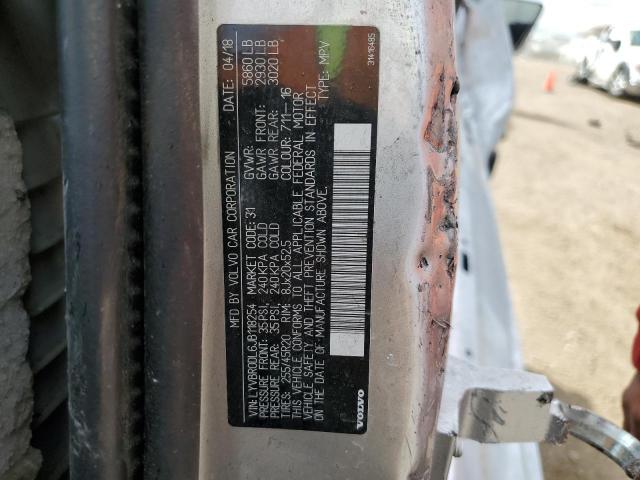 MFD BY VOLVO CAR CORPORATION DATE: 04/18
VIN: LYVBR0DLCJB118254 MARKET CODE: 31 GVWR: 5860 LB
PRESSURE FRONT: 35PSI, 240KPA COLD GAWR FRONT: 2930 LB
PRESSURE REAR: 35PSI, 240KPA COLD GAWR REAR: 3020 LB
TIRES: 255/45R20 RIM: 8Jx20x52.5 COLOUR: 711—16
THIS VEHICLE CONFORMS TO ALL APPLICABLE FEDERAL MOTOR TYPE: MPV
VEHICLE SAFETY AND THEFT PREVENTION STANDARDS IN EFFECT
ON THE DATE OF MANUFACTURE SHOWN ABOVE.
VOLVO
31416485